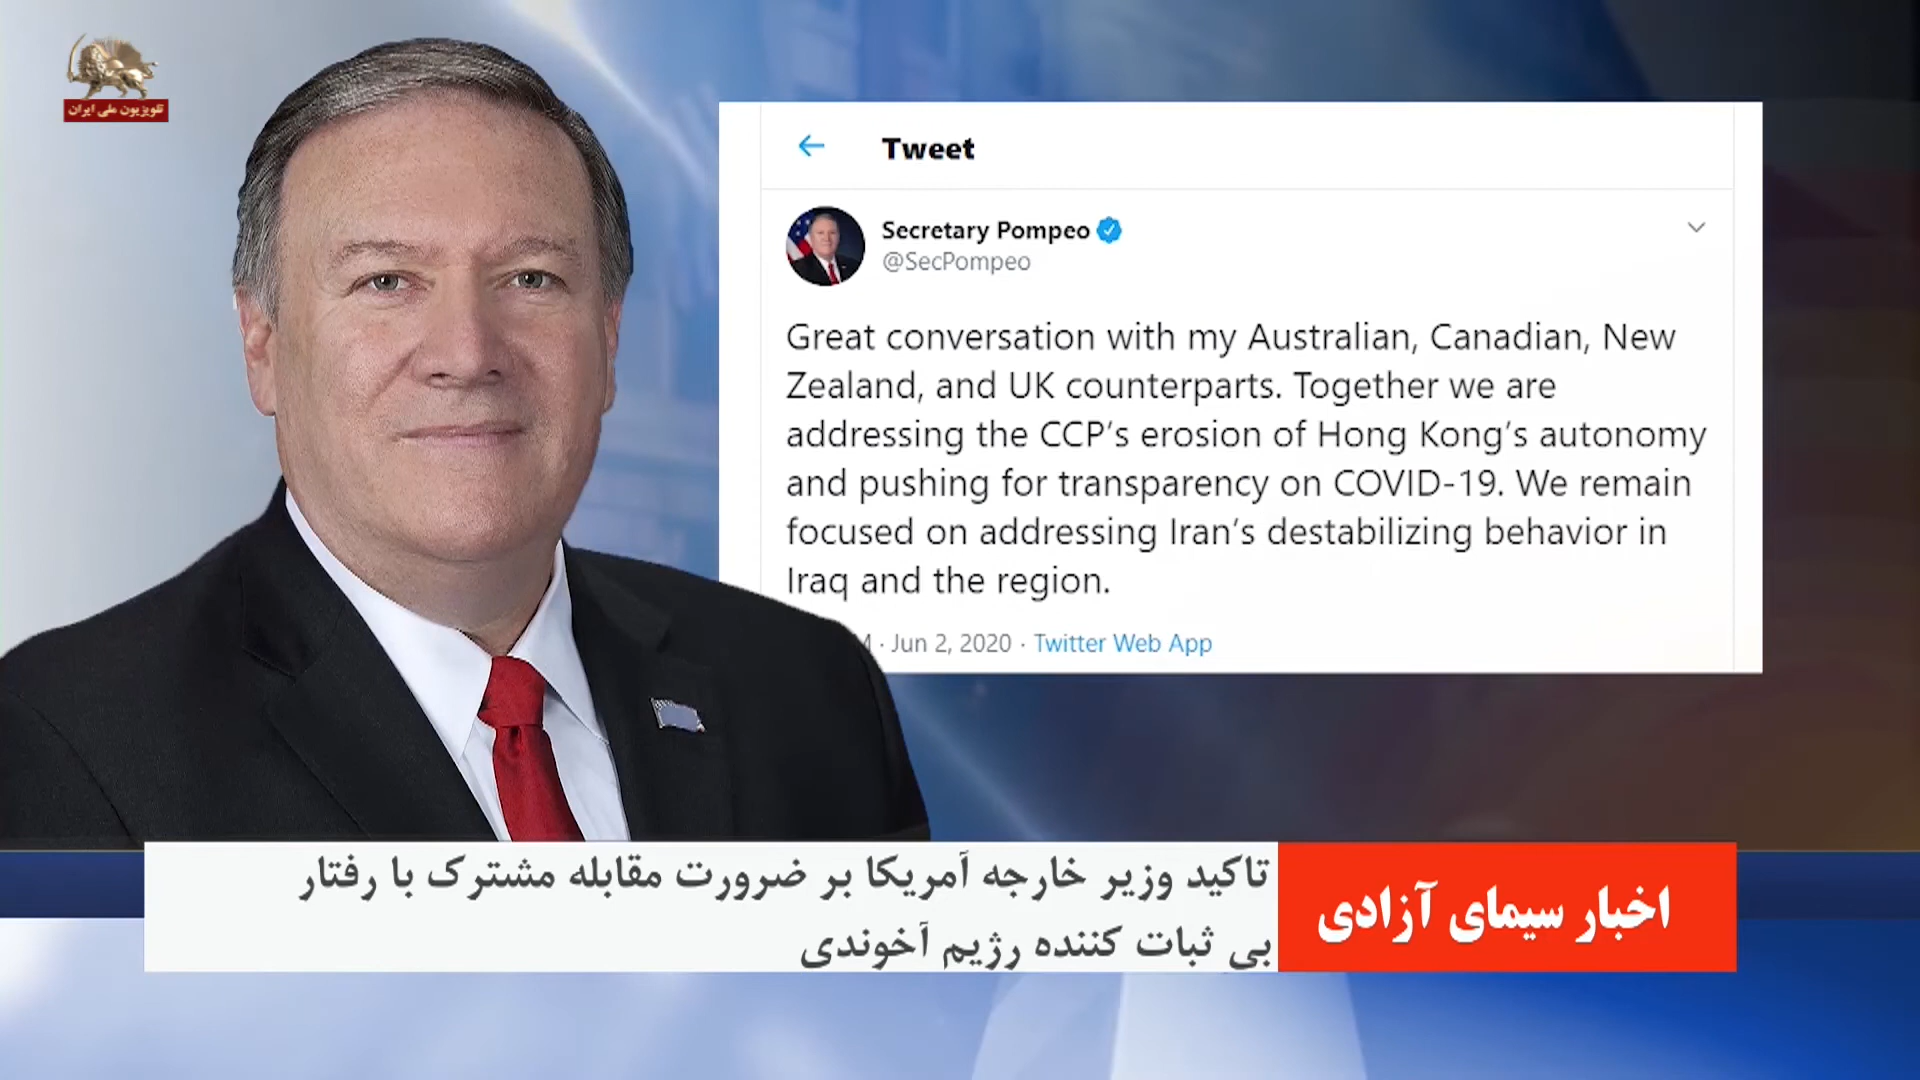 تلویزیون ملی ایران
Tweet
Secretary Pompeo
@SecPompeo
Great conversation with my Australian, Canadian, New
Zealand, and UK counterparts. Together we are
addressing the CCP's erosion of Hong Kong's autonomy
and pushing for transparency on COVID-19. We remain
focused on addressing Iran's destabilizing behavior in
Iraq and the region.
M · Jun 2, 2020 · Twitter Web App
اخبار سیمای آزادی
تاکید وزیر خارجه آمریکا بر ضرورت مقابله مشترک با رفتار
بی ثبات کننده رژیم آخوندی